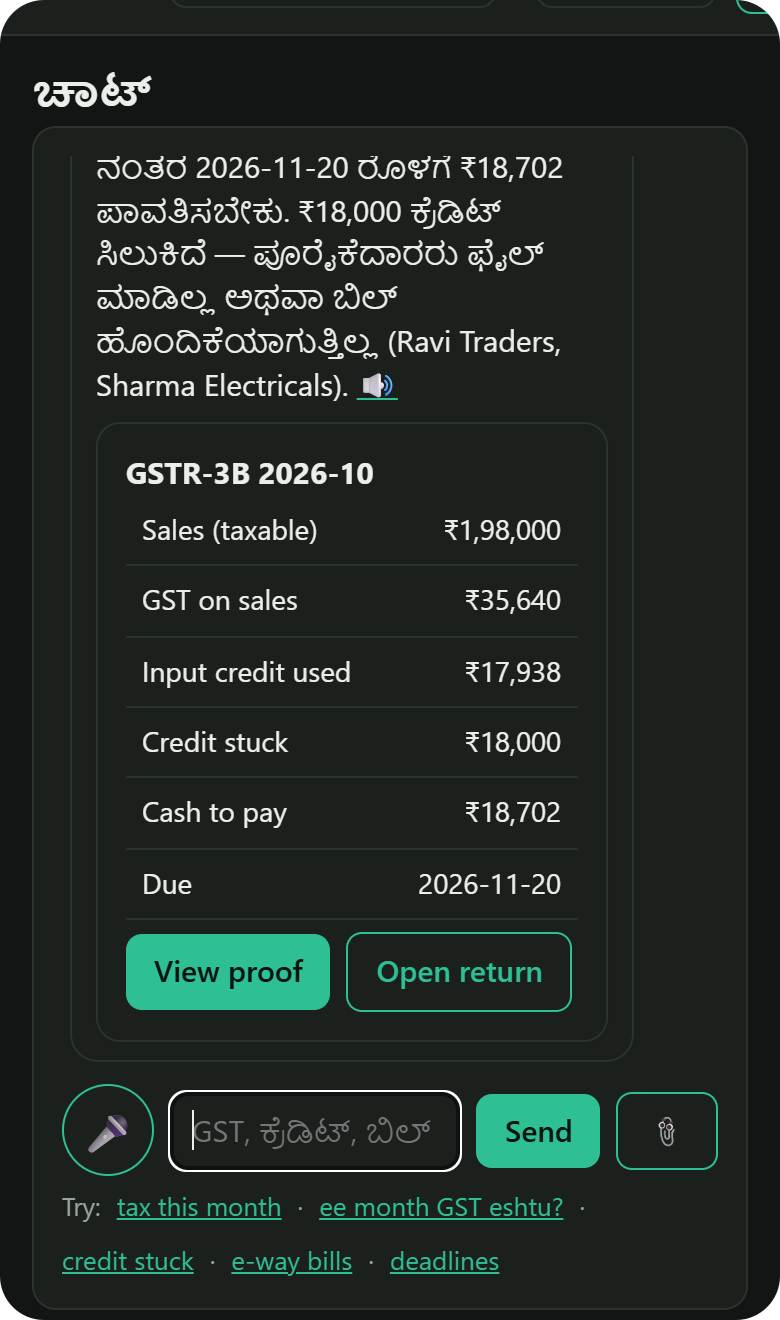 ಚಾಟ್
ನಂತರ 2026-11-20 ರೊಳಗೆ ₹18,702
ಪಾವತಿಸಬೇಕು. ₹18,000 ಕ್ರೆಡಿಟ್
ಸಿಲುಕಿದೆ — ಪೂರೈಕೆದಾರರು ಫೈಲ್
ಮಾಡಿಲ್ಲ ಅಥವಾ ಬಿಲ್
ಹೊಂದಿಕೆಯಾಗುತ್ತಿಲ್ಲ (Ravi Traders,
Sharma Electricals). 🔊
GSTR-3B 2026-10
Sales (taxable) ₹1,98,000
GST on sales ₹35,640
Input credit used ₹17,938
Credit stuck ₹18,000
Cash to pay ₹18,702
Due 2026-11-20
View proof Open return
GST, ಕ್ರೆಡಿಟ್, ಬಿಲ್ Send
Try: tax this month · ee month GST eshtu? ·
credit stuck · e-way bills · deadlines